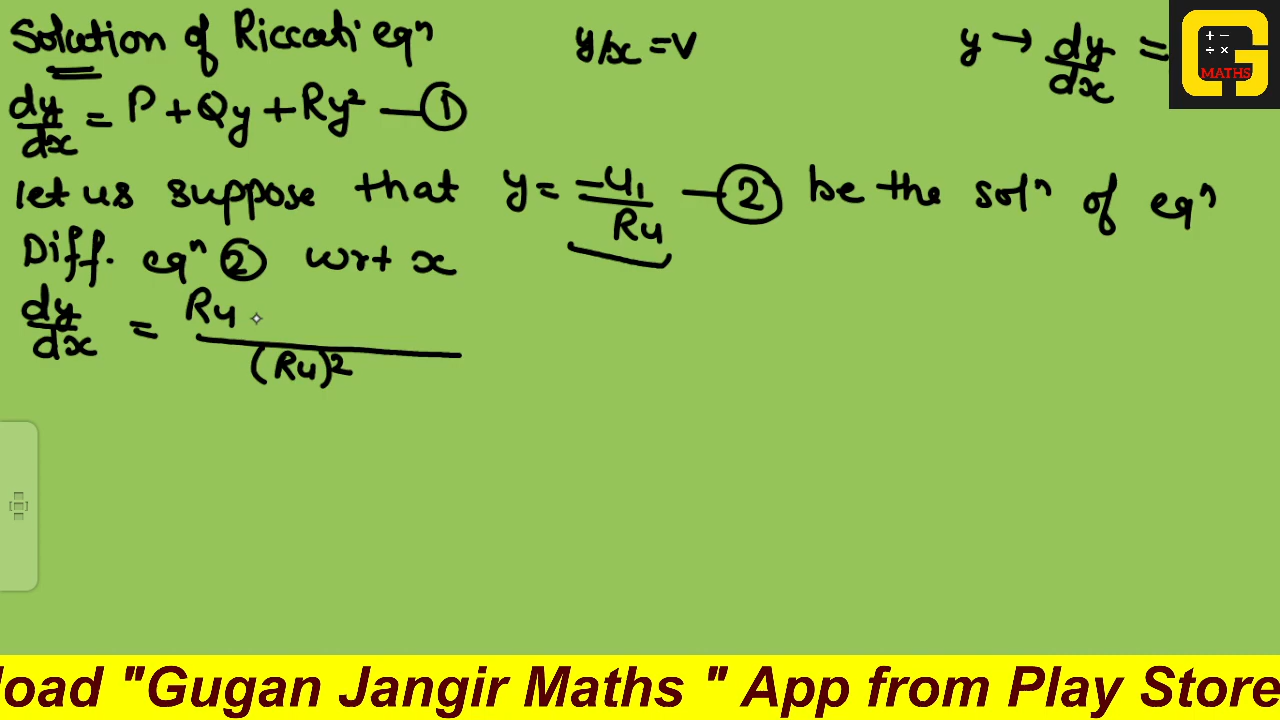 Solution of Riccati eqⁿ y/x = v y → dy/dx =
+ − ÷ × MATHS
dy/dx = P + Qy + Ry² — ①
let us suppose that y = −u₁/Ru — ② be the solⁿ of eqⁿ
Diff. eqⁿ ② wrt x
dy/dx = Ru / (Ru)²
load "Gugan Jangir Maths " App from Play Store